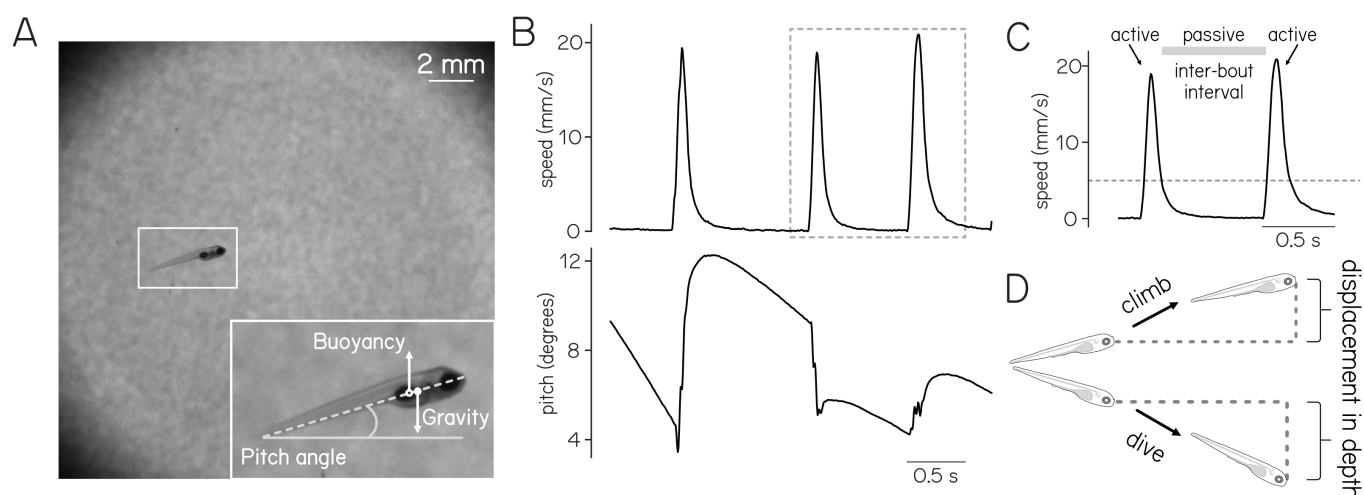 A
2 mm
Buoyancy
Gravity
Pitch angle
B
speed (mm/s)
20
10
0
pitch (degrees)
12
8
4
0.5 s
C
active
passive
active
inter-bout
interval
speed (mm/s)
20
10
0
0.5 s
D
climb
dive
displacement in depth